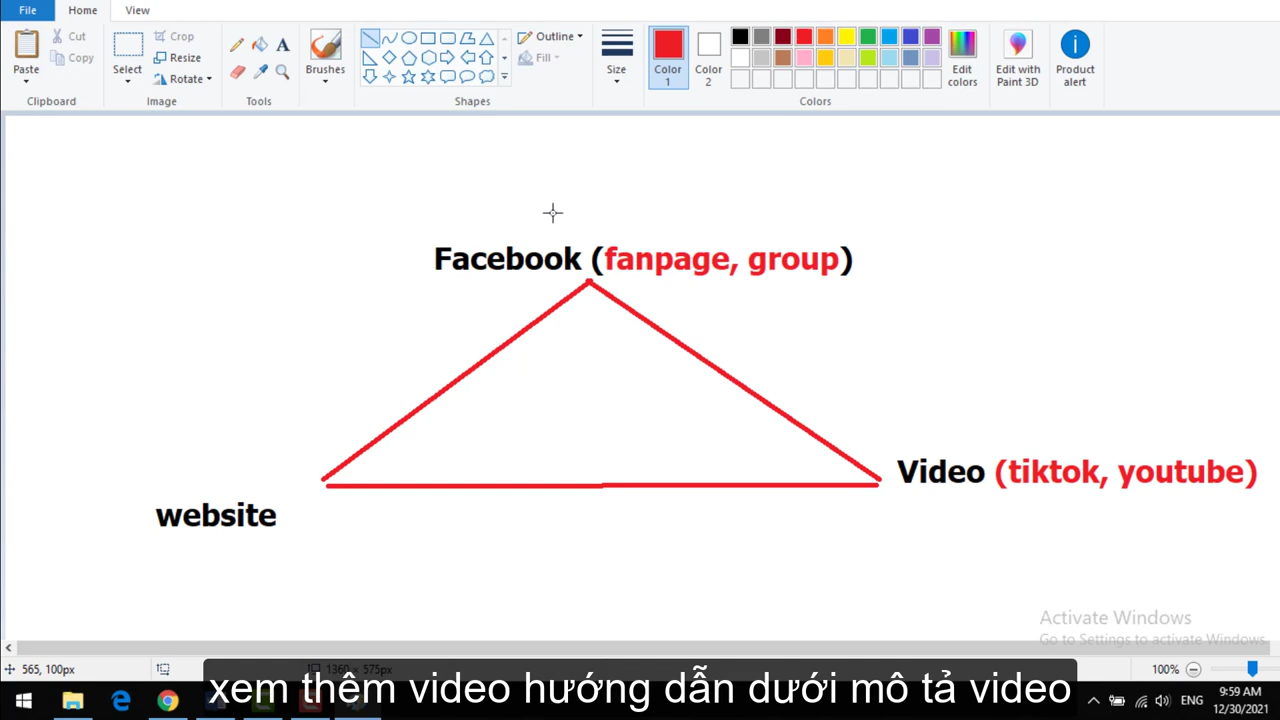 File Home View
Paste
Cut
Copy
Clipboard
Select
Crop
Resize
Rotate
Image
Tools
Brushes
Shapes
Outline
Fill
Size
Color 1
Color 2
Colors
Edit colors
Edit with Paint 3D
Product alert
Facebook (fanpage, group)
Video (tiktok, youtube)
website
Activate Windows
Go to Settings to activate Windows.
565, 100px
1360 × 575px
100%
xem thêm video hướng dẫn dưới mô tả video
ENG
9:59 AM
12/30/2021